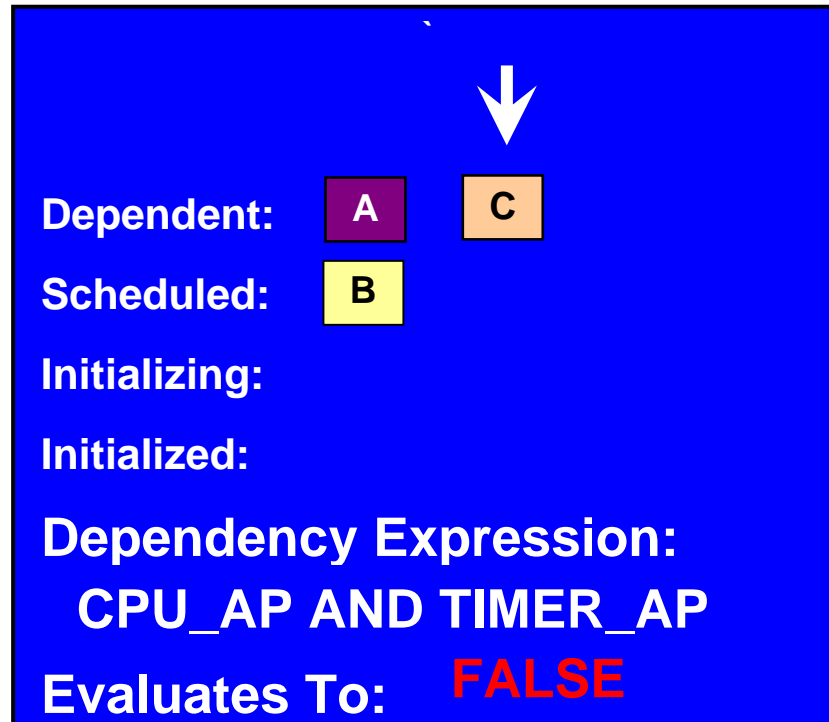 `
Dependent: A C
Scheduled: B
Initializing:
Initialized:
Dependency Expression:
CPU_AP AND TIMER_AP
Evaluates To: FALSE